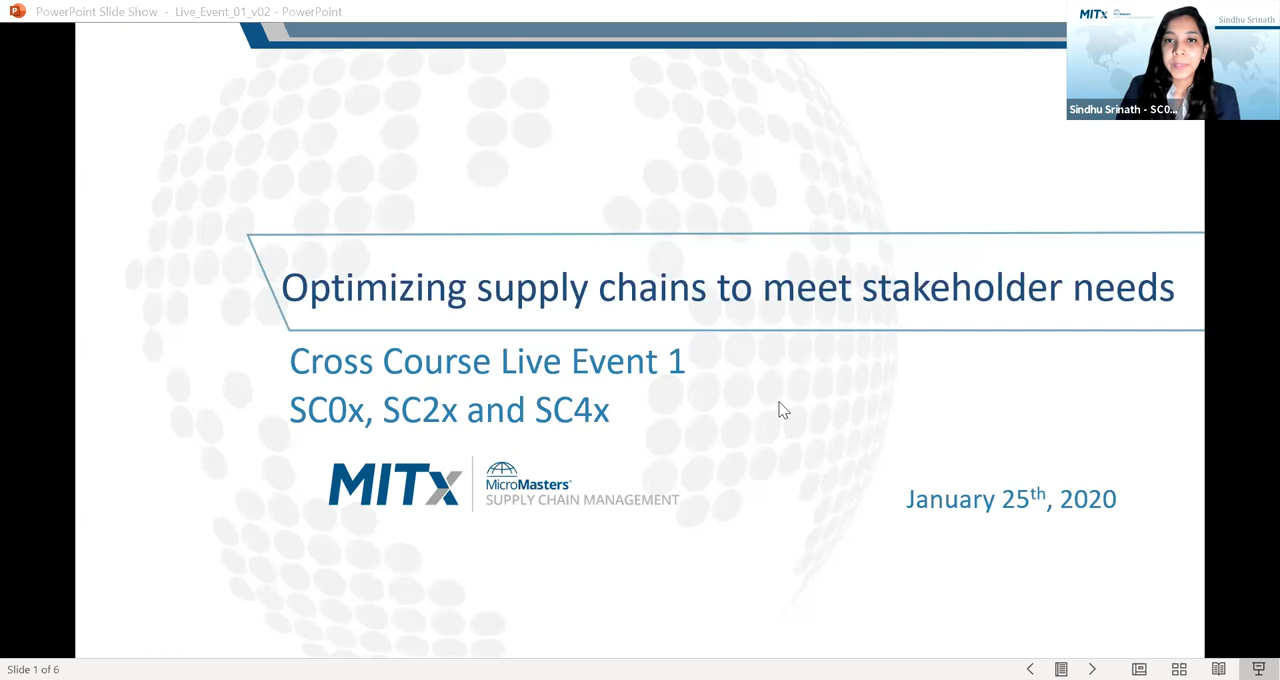 PowerPoint Slide Show - Live_Event_01_v02 - PowerPoint
MITx
Sindhu Srinath
Sindhu Srinath - SC0...
Optimizing supply chains to meet stakeholder needs
Cross Course Live Event 1
SC0x, SC2x and SC4x
MITx
MicroMasters®
SUPPLY CHAIN MANAGEMENT
January 25th, 2020
Slide 1 of 6